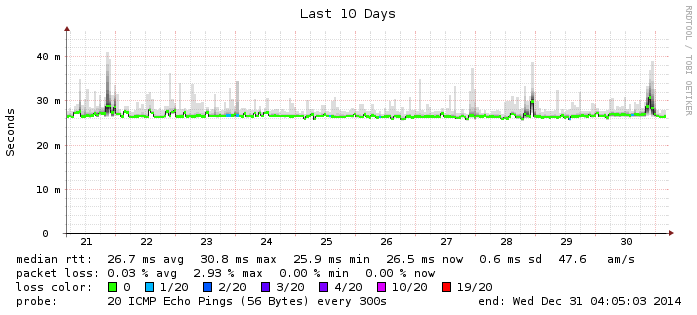 Last 10 Days
RRDTOOL / TOBI OETIKER
Seconds
40 m
30 m
20 m
10 m
0
21 22 23 24 25 26 27 28 29 30
median rtt: 26.7 ms avg 30.8 ms max 25.9 ms min 26.5 ms now 0.6 ms sd 47.6 am/s
packet loss: 0.03 % avg 2.93 % max 0.00 % min 0.00 % now
loss color: 0 1/20 2/20 3/20 4/20 10/20 19/20
probe: 20 ICMP Echo Pings (56 Bytes) every 300s end: Wed Dec 31 04:05:03 2014